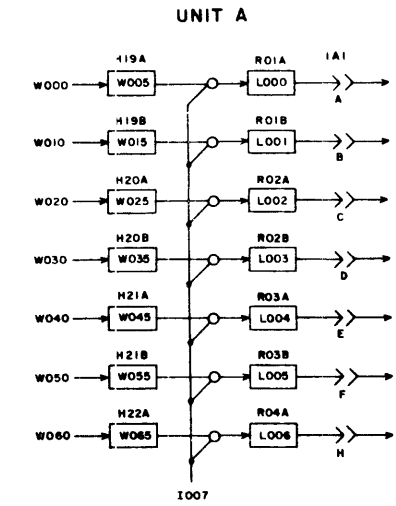 UNIT A
H19A R01A 1A1
W000 W005 L000
A
H19B R01B
W010 W015 L001
B
H20A R02A
W020 W025 L002
C
H20B R02B
W030 W035 L003
D
H21A R03A
W040 W045 L004
E
H21B R03B
W050 W055 L005
F
H22A R04A
W060 W065 L006
H
I007